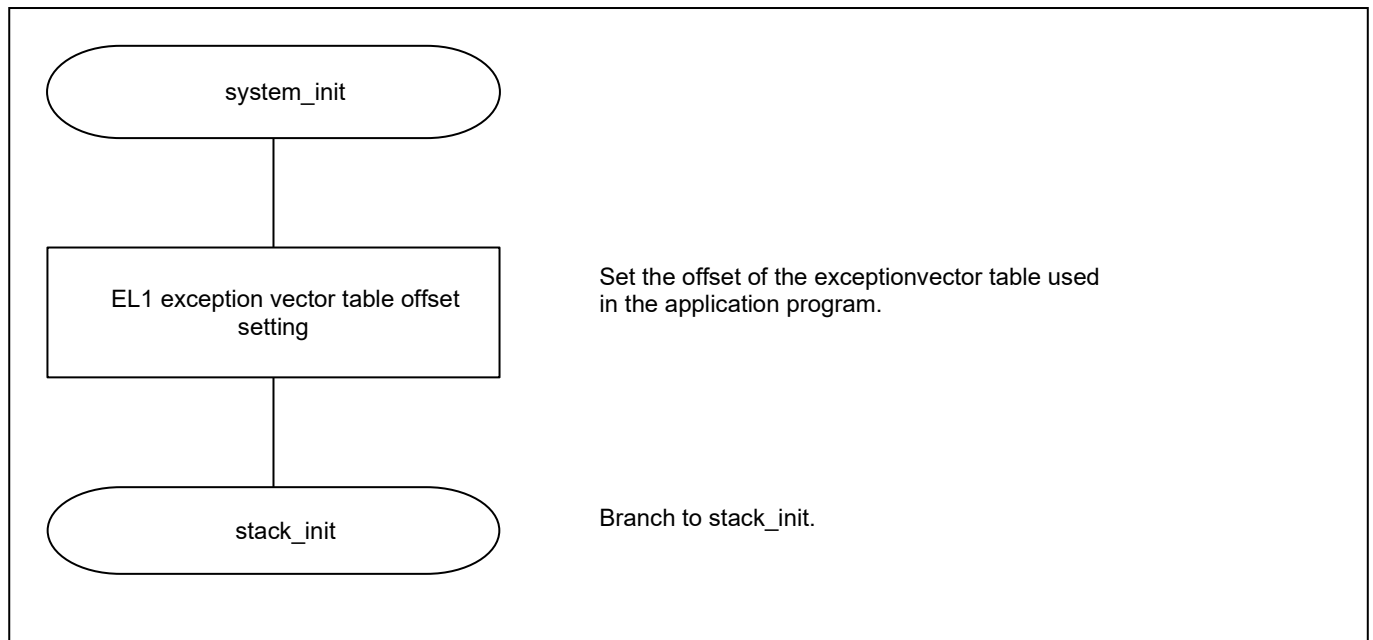 system_init
EL1 exception vector table offset
setting
Set the offset of the exceptionvector table used
in the application program.
stack_init
Branch to stack_init.